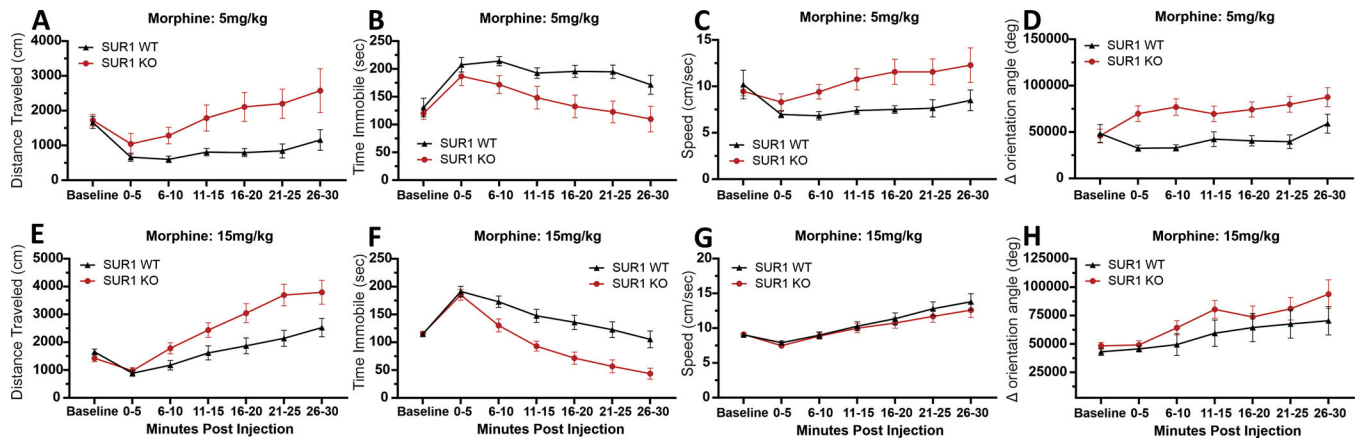 A
Morphine: 5mg/kg
Distance Traveled (cm)
4000
3000
2000
1000
0
SUR1 WT
SUR1 KO
Baseline 0-5 6-10 11-15 16-20 21-25 26-30
B
Morphine: 5mg/kg
Time Immobile (sec)
250
200
150
100
50
0
SUR1 WT
SUR1 KO
Baseline 0-5 6-10 11-15 16-20 21-25 26-30
C
Morphine: 5mg/kg
Speed (cm/sec)
15
10
5
0
SUR1 WT
SUR1 KO
Baseline 0-5 6-10 11-15 16-20 21-25 26-30
D
Morphine: 5mg/kg
Δ orientation angle (deg)
150000
100000
50000
0
SUR1 WT
SUR1 KO
Baseline 0-5 6-10 11-15 16-20 21-25 26-30
E
Morphine: 15mg/kg
Distance Traveled (cm)
5000
4000
3000
2000
1000
0
SUR1 WT
SUR1 KO
Baseline 0-5 6-10 11-15 16-20 21-25 26-30
Minutes Post Injection
F
Morphine: 15mg/kg
Time Immobile (sec)
250
200
150
100
50
0
SUR1 WT
SUR1 KO
Baseline 0-5 6-10 11-15 16-20 21-25 26-30
Minutes Post Injection
G
Morphine: 15mg/kg
Speed (cm/sec)
20
15
10
5
0
SUR1 WT
SUR1 KO
Baseline 0-5 6-10 11-15 16-20 21-25 26-30
Minutes Post Injection
H
Morphine: 15mg/kg
Δ orientation angle (deg)
125000
100000
75000
50000
25000
SUR1 WT
SUR1 KO
Baseline 0-5 6-10 11-15 16-20 21-25 26-30
Minutes Post Injection